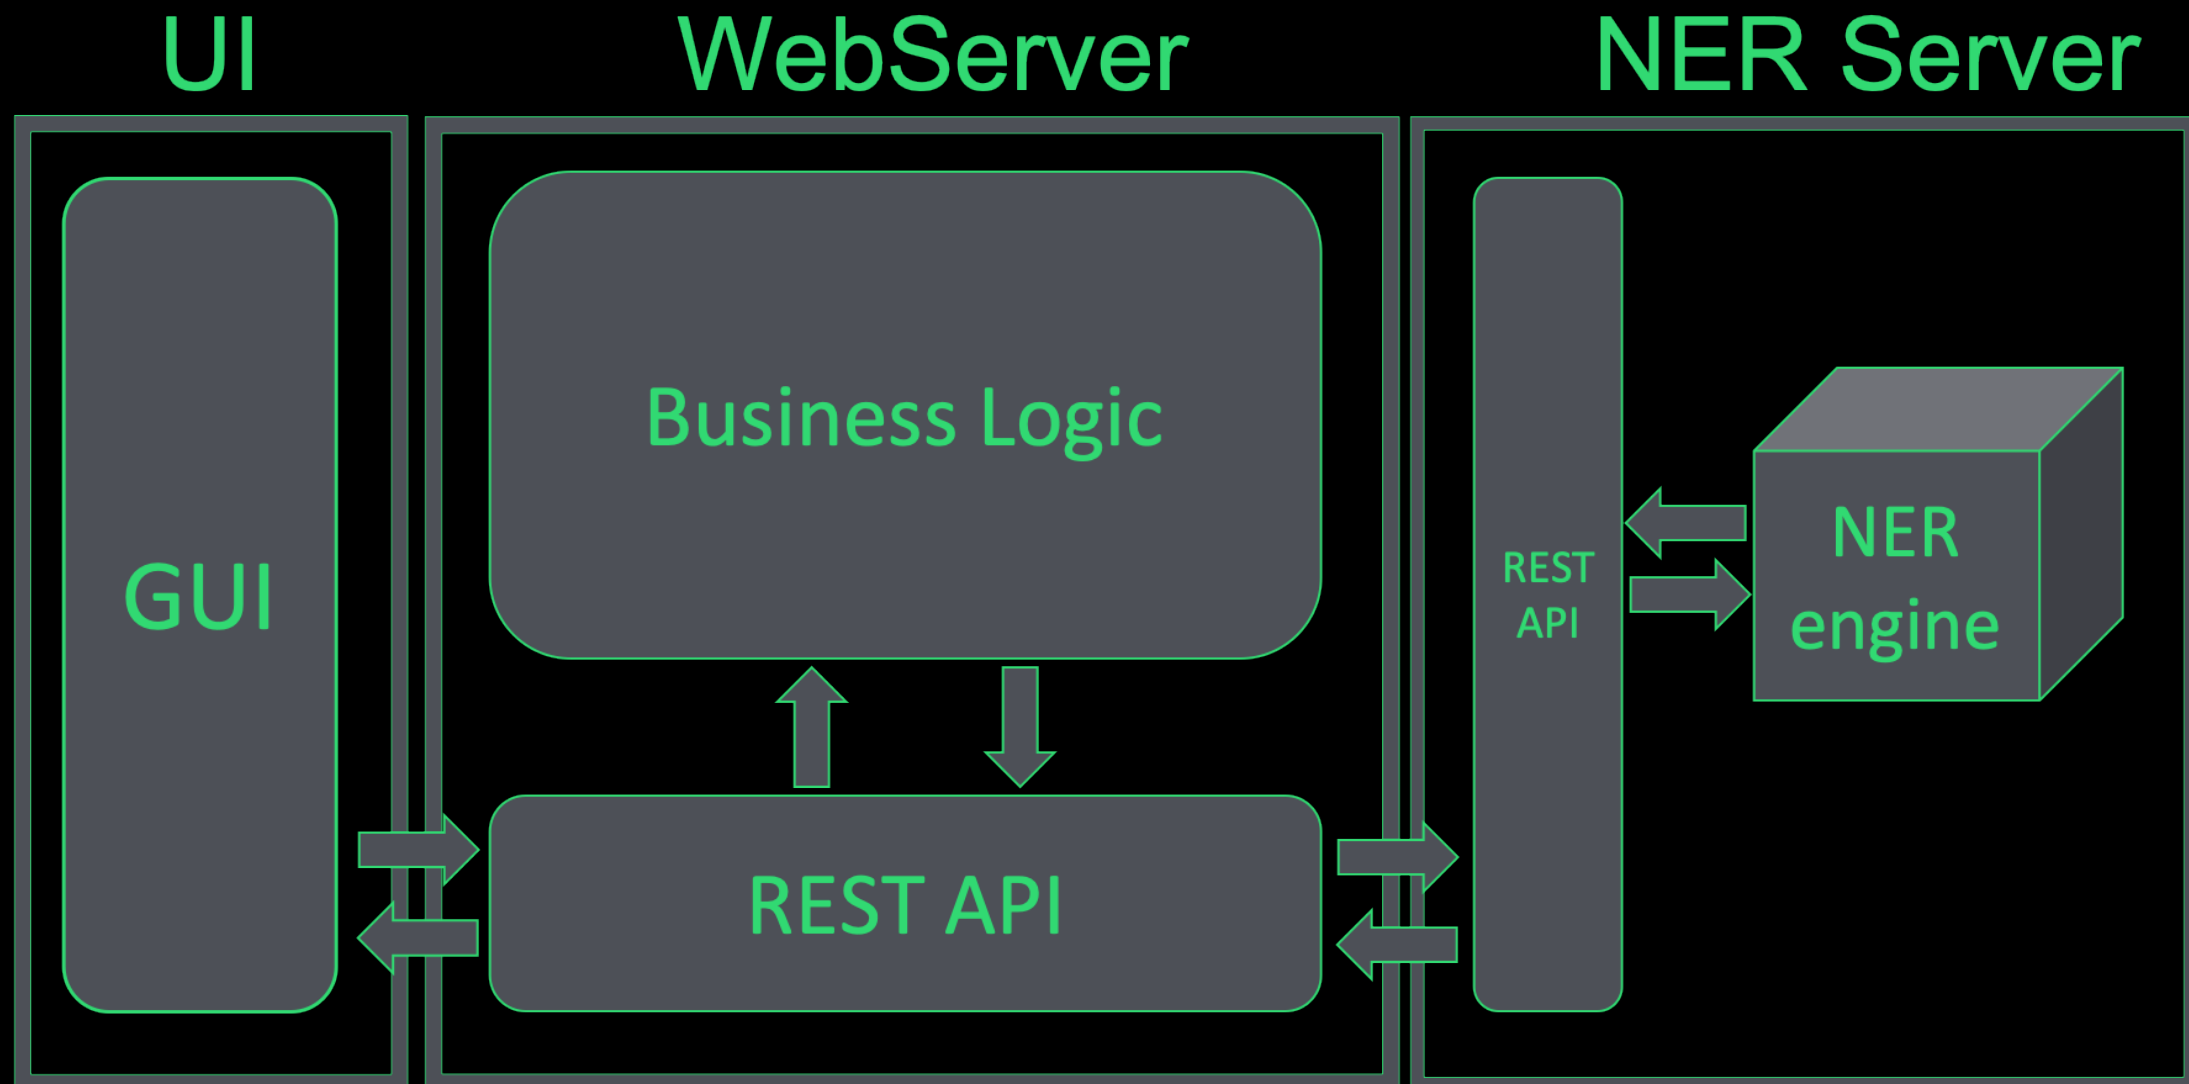 UI
WebServer
NER Server
GUI
Business Logic
REST API
REST
API
NER
engine